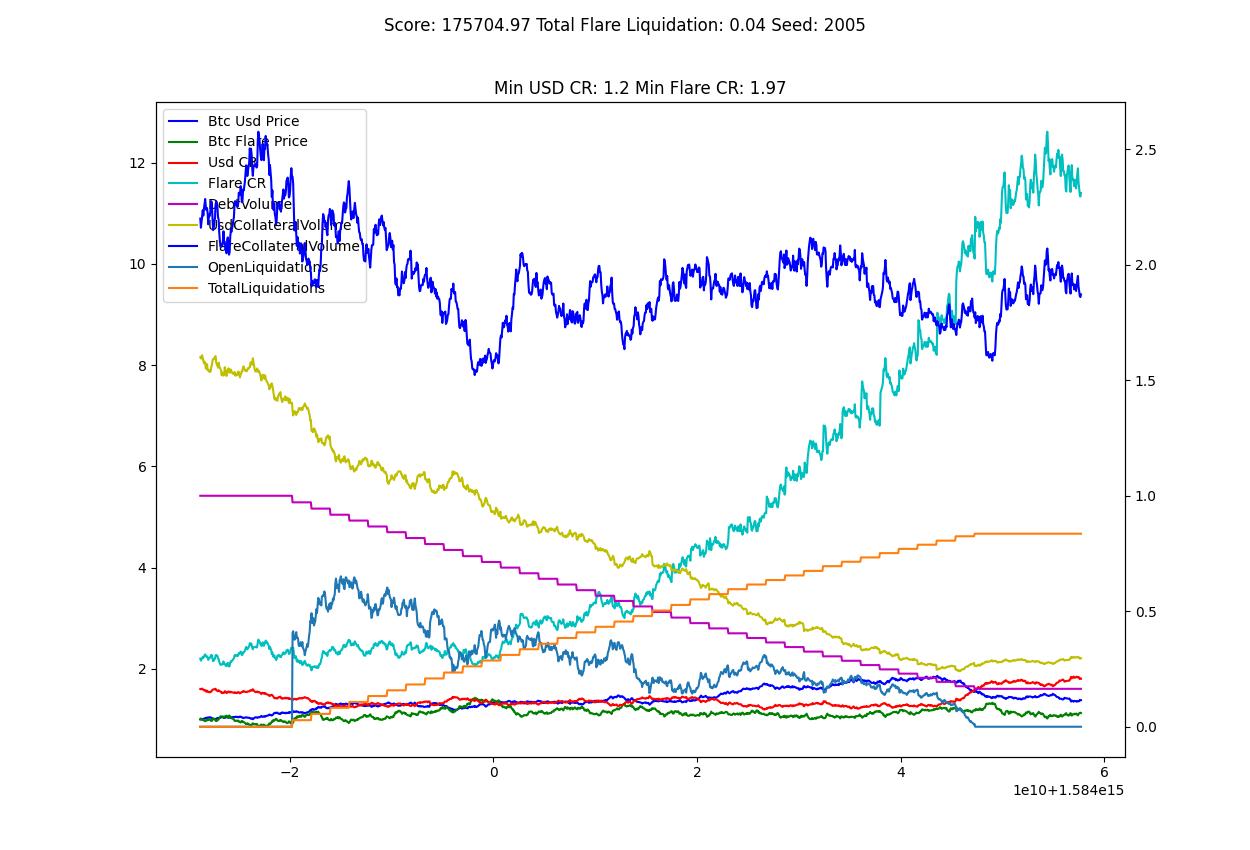 Score: 175704.97 Total Flare Liquidation: 0.04 Seed: 2005
Min USD CR: 1.2 Min Flare CR: 1.97
Btc Usd Price
Btc Flare Price
Usd CR
Flare CR
DebtVolume
UsdCollateralVolume
FlareCollateralVolume
OpenLiquidations
TotalLiquidations
12
10
8
6
4
2
2.5
2.0
1.5
1.0
0.5
0.0
−2
0
2
4
6
1e10+1.584e15